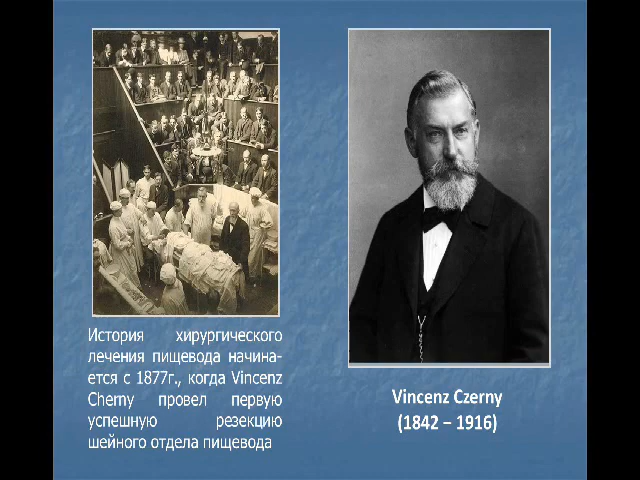 История хирургического
лечения пищевода начина-
ется с 1877г., когда Vincenz
Cherny провел первую
успешную резекцию
шейного отдела пищевода
Vincenz Czerny
(1842 – 1916)